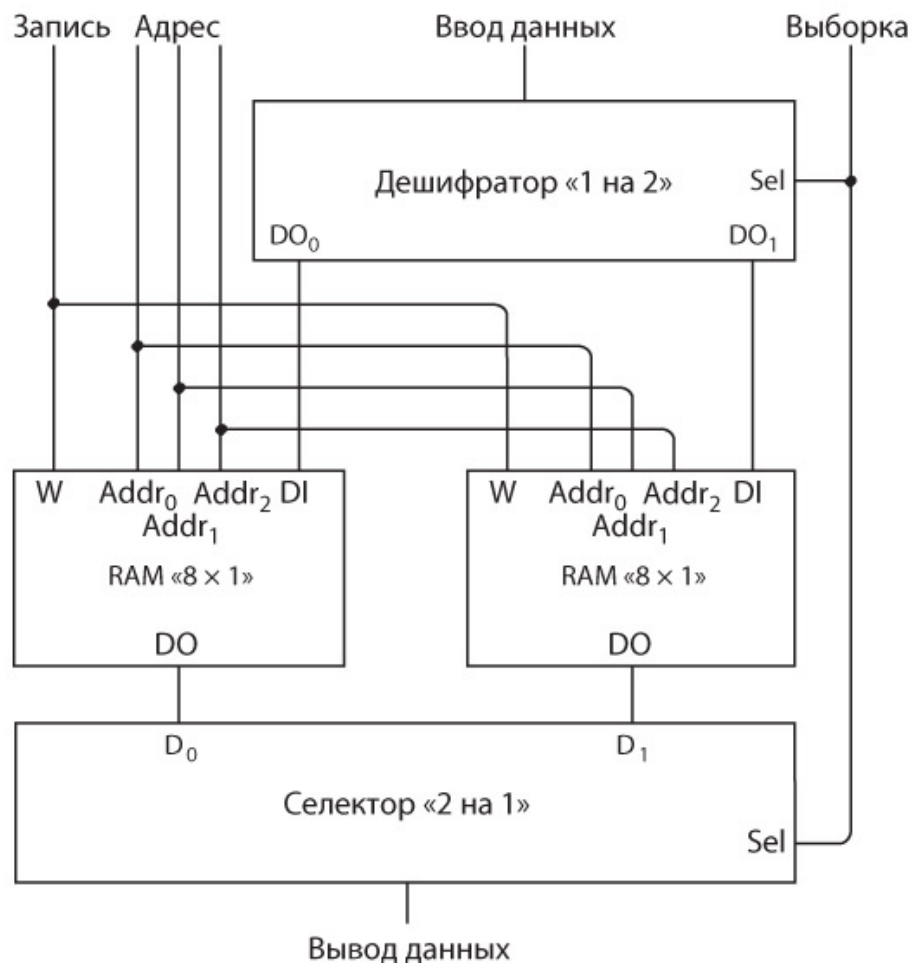 Запись Адрес Ввод данных Выборка
Дешифратор «1 на 2» Sel
DO₀ DO₁
W Addr₀ Addr₂ DI W Addr₀ Addr₂ DI
Addr₁ Addr₁
RAM «8 × 1» RAM «8 × 1»
DO DO
D₀ D₁
Селектор «2 на 1»
Sel
Вывод данных